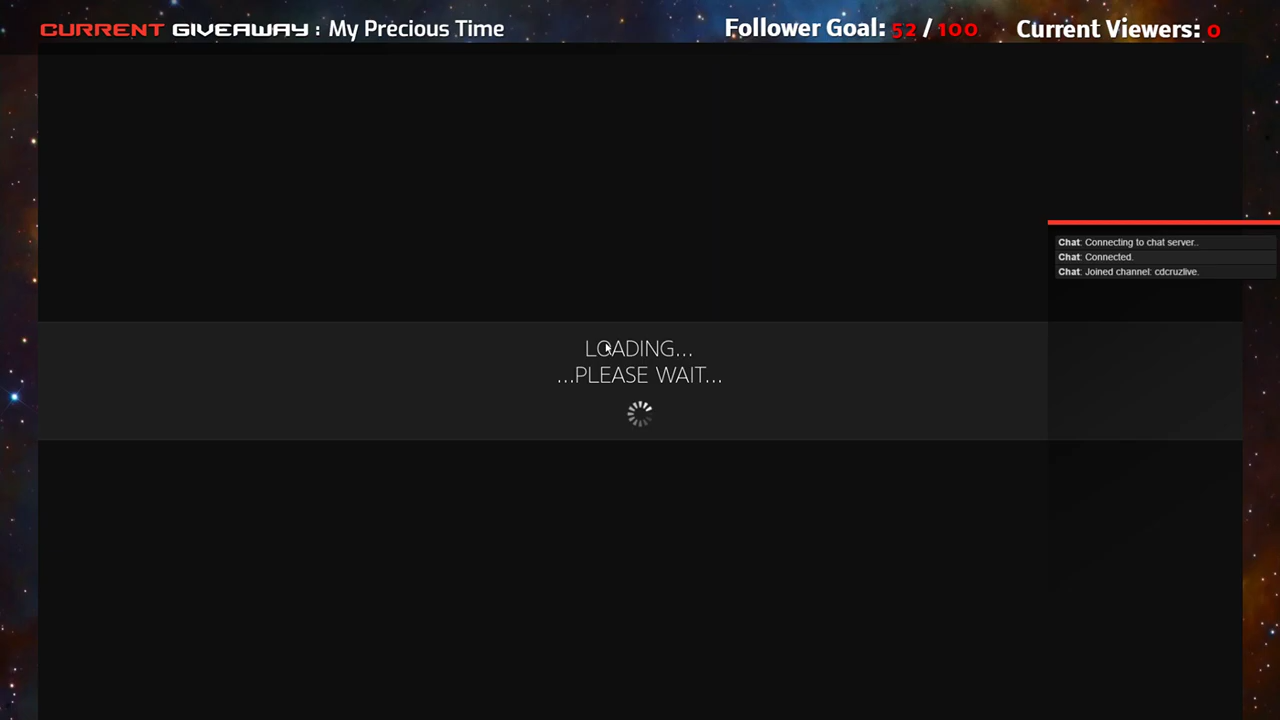 CURRENT GIVEAWAY : My Precious Time
Follower Goal: 52 / 100
Current Viewers: 0
Chat: Connecting to chat server..
Chat: Connected.
Chat: Joined channel: cdcruzlive.
LOADING...
...PLEASE WAIT...